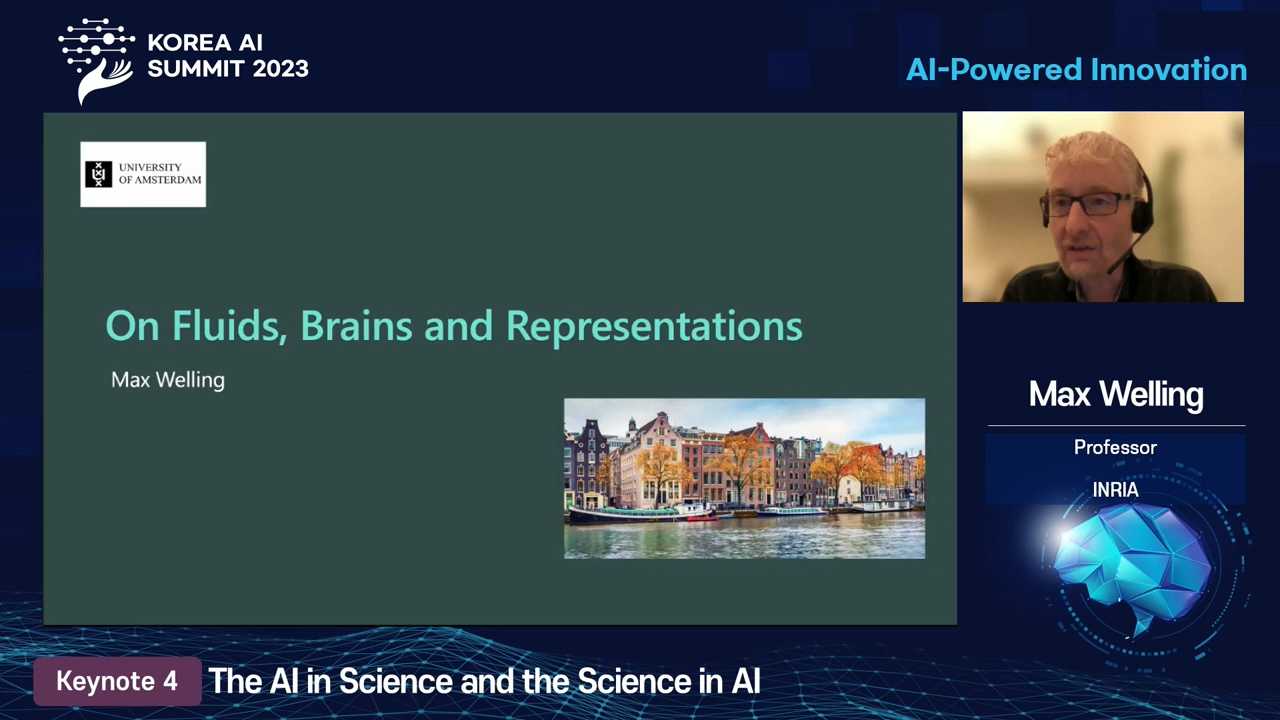 KOREA AI
SUMMIT 2023
AI-Powered Innovation
UNIVERSITY
OF AMSTERDAM
On Fluids, Brains and Representations
Max Welling
Max Welling
Professor
INRIA
Keynote 4
The AI in Science and the Science in AI